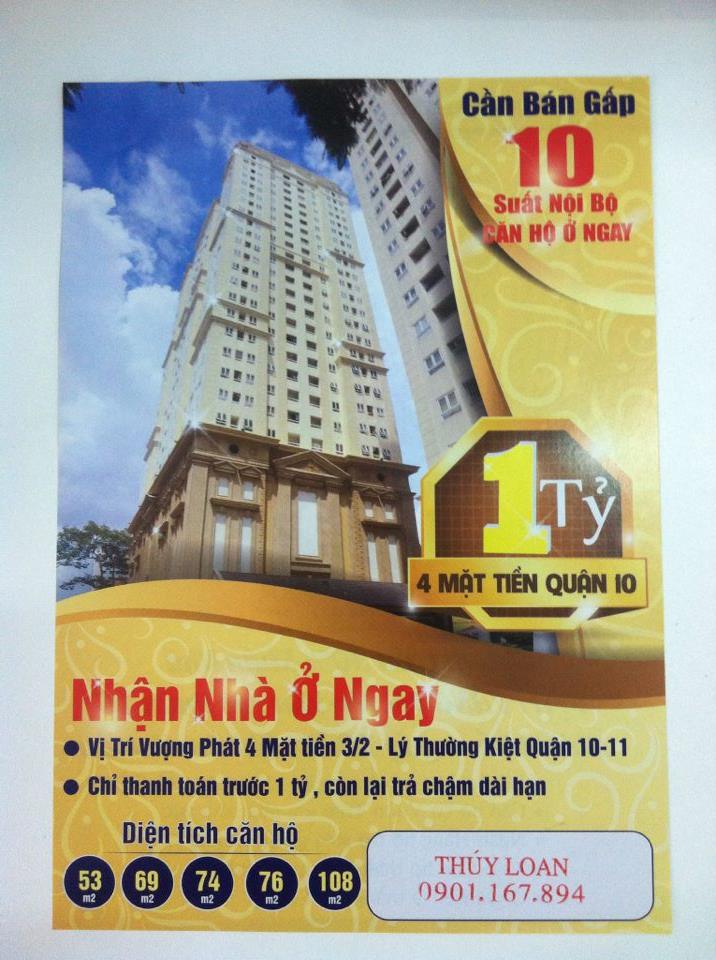 Cần Bán Gấp
10
Suất Nội Bộ
CĂN HỘ Ở NGAY
1 Tỷ
4 MẶT TIỀN QUẬN 10
Nhận Nhà Ở Ngay
Vị Trí Vượng Phát 4 Mặt tiền 3/2 - Lý Thường Kiệt Quận 10-11
Chỉ thanh toán trước 1 tỷ , còn lại trả chậm dài hạn
Diện tích căn hộ
53 m2 69 m2 74 m2 76 m2 108 m2
THÚY LOAN
0901.167.894